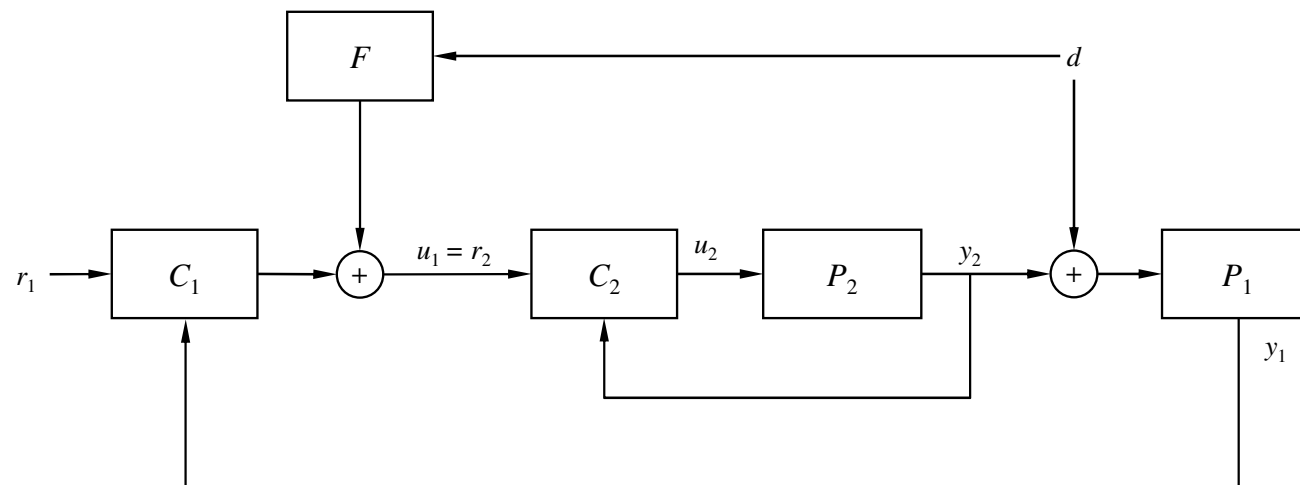 F
d
+
r₁
C₁
+
u₁ = r₂
C₂
u₂
P₂
y₂
+
P₁
y₁